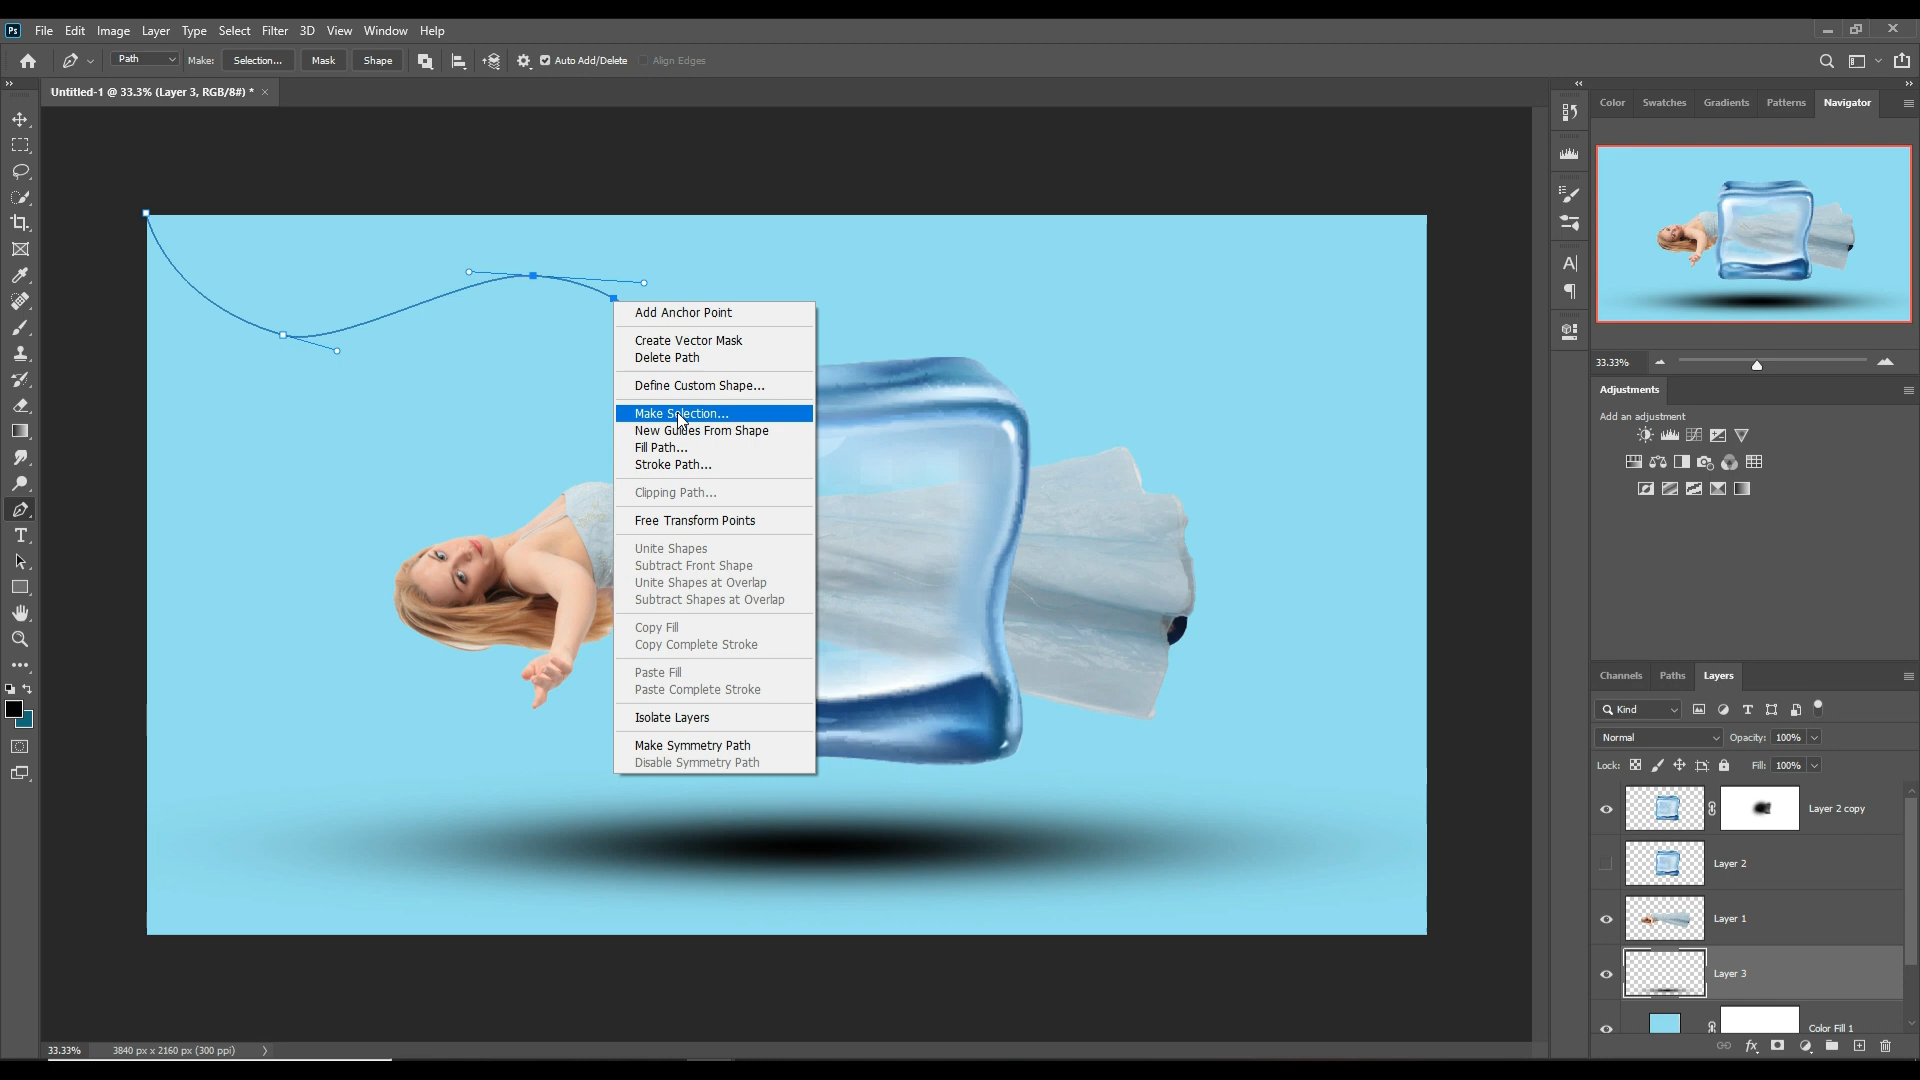 Ps File Edit Image Layer Type Select Filter 3D View Window Help
Path Make: Selection... Mask Shape Auto Add/Delete Align Edges
Untitled-1 @ 33.3% (Layer 3, RGB/8#) * ×
Color Swatches Gradients Patterns Navigator
Add Anchor Point
Create Vector Mask
Delete Path
Define Custom Shape...
Make Selection...
New Guides From Shape
Fill Path...
Stroke Path...
Clipping Path...
Free Transform Points
Unite Shapes
Subtract Front Shape
Unite Shapes at Overlap
Subtract Shapes at Overlap
Copy Fill
Copy Complete Stroke
Paste Fill
Paste Complete Stroke
Isolate Layers
Make Symmetry Path
Disable Symmetry Path
33.33%
Adjustments
Add an adjustment
Channels Paths Layers
Kind
Normal Opacity: 100%
Lock: Fill: 100%
Layer 2 copy
Layer 2
Layer 1
Layer 3
Color Fill 1
33.33% 3840 px x 2160 px (300 ppi)